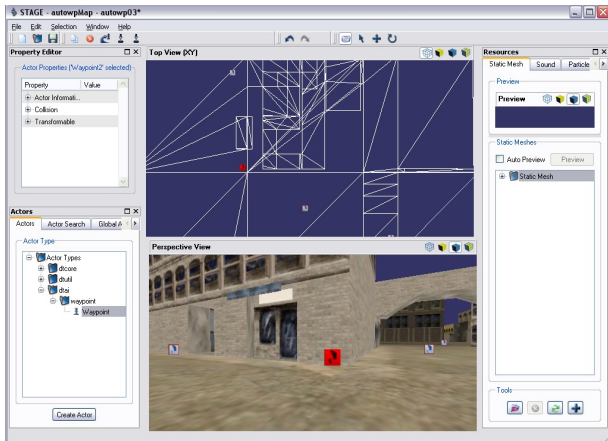 STAGE - autowpMap - autowp03*
File Edit Selection Window Help
Property Editor
Actor Properties ('Waypoint2' selected)
Property Value
Actor Informati...
Collision
Transformable
Actors
Actors Actor Search Global A
Actor Type
Actor Types
dtcore
dtutil
dtai
waypoint
Waypoint
Create Actor
Top View (XY)
Perspective View
Resources
Static Mesh Sound Particle
Preview
Preview
Static Meshes
Auto Preview Preview
Static Mesh
Tools